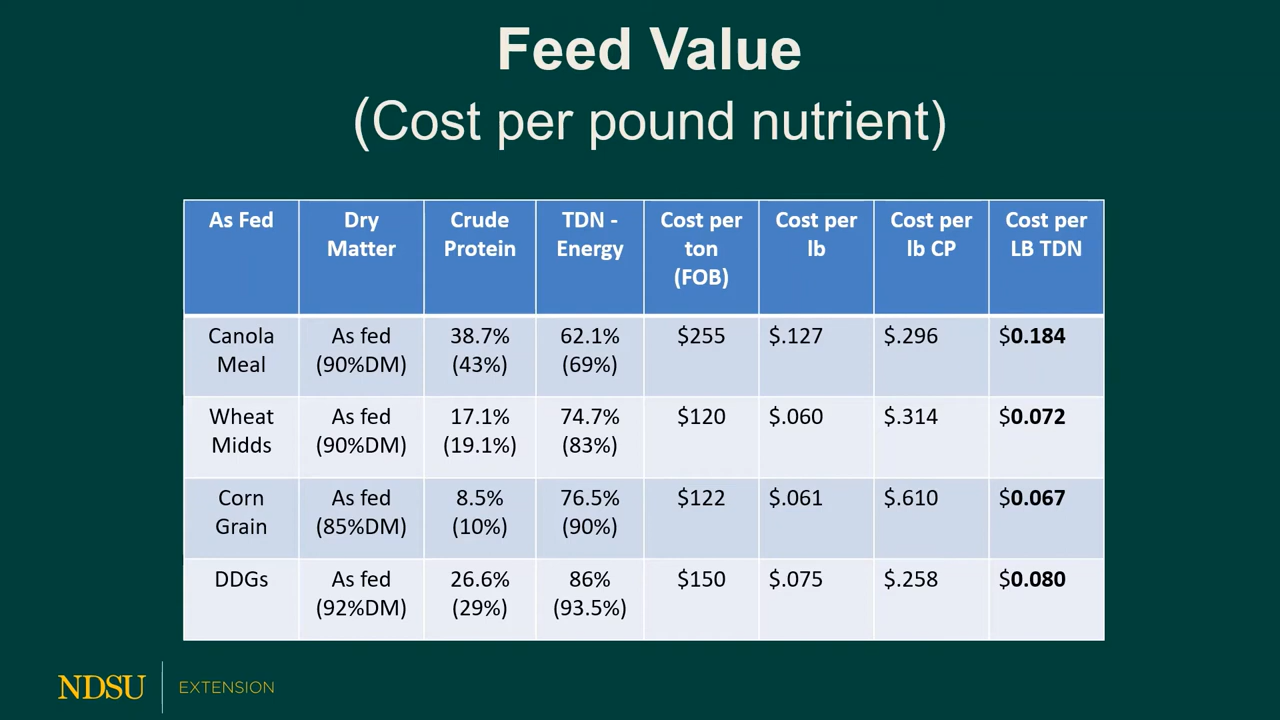 Feed Value
(Cost per pound nutrient)
As Fed Dry Matter Crude Protein TDN - Energy Cost per ton (FOB) Cost per lb Cost per lb CP Cost per LB TDN
Canola Meal As fed (90%DM) 38.7% (43%) 62.1% (69%) $255 $.127 $.296 $0.184
Wheat Midds As fed (90%DM) 17.1% (19.1%) 74.7% (83%) $120 $.060 $.314 $0.072
Corn Grain As fed (85%DM) 8.5% (10%) 76.5% (90%) $122 $.061 $.610 $0.067
DDGs As fed (92%DM) 26.6% (29%) 86% (93.5%) $150 $.075 $.258 $0.080
NDSU EXTENSION